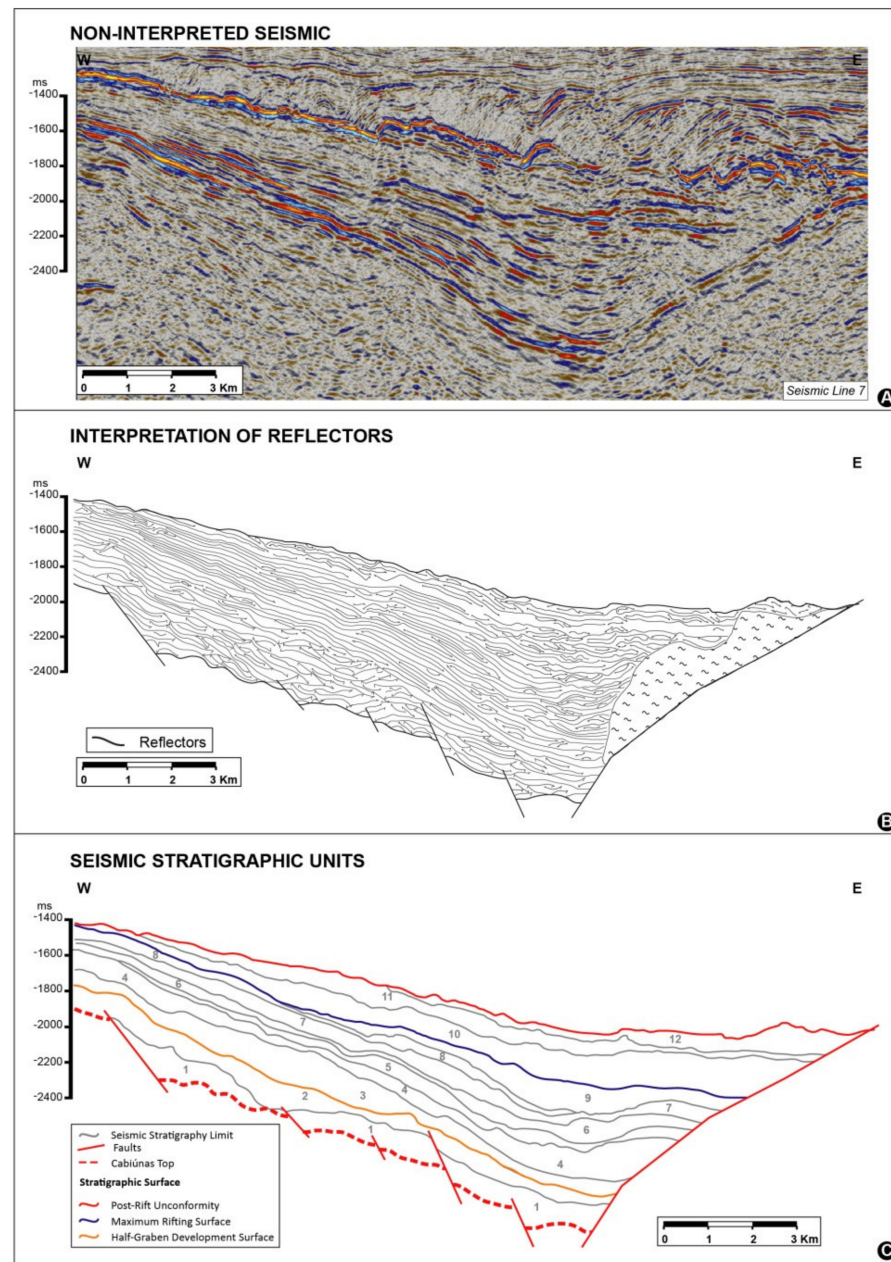 NON-INTERPRETED SEISMIC
W
E
ms
-1400
-1600
-1800
-2000
-2200
-2400
0 1 2 3 Km
Seismic Line 7
A
INTERPRETATION OF REFLECTORS
W
E
ms
-1400
-1600
-1800
-2000
-2200
-2400
Reflectors
0 1 2 3 Km
B
SEISMIC STRATIGRAPHIC UNITS
W
E
ms
-1400
-1600
-1800
-2000
-2200
-2400
8
4
6
11
7
10
12
8
1
5
2
3
4
9
7
6
1
4
1
Seismic Stratigraphy Limit
Faults
Cabiúnas Top
Stratigraphic Surface
Post-Rift Unconformity
Maximum Rifting Surface
Half-Graben Development Surface
0 1 2 3 Km
C